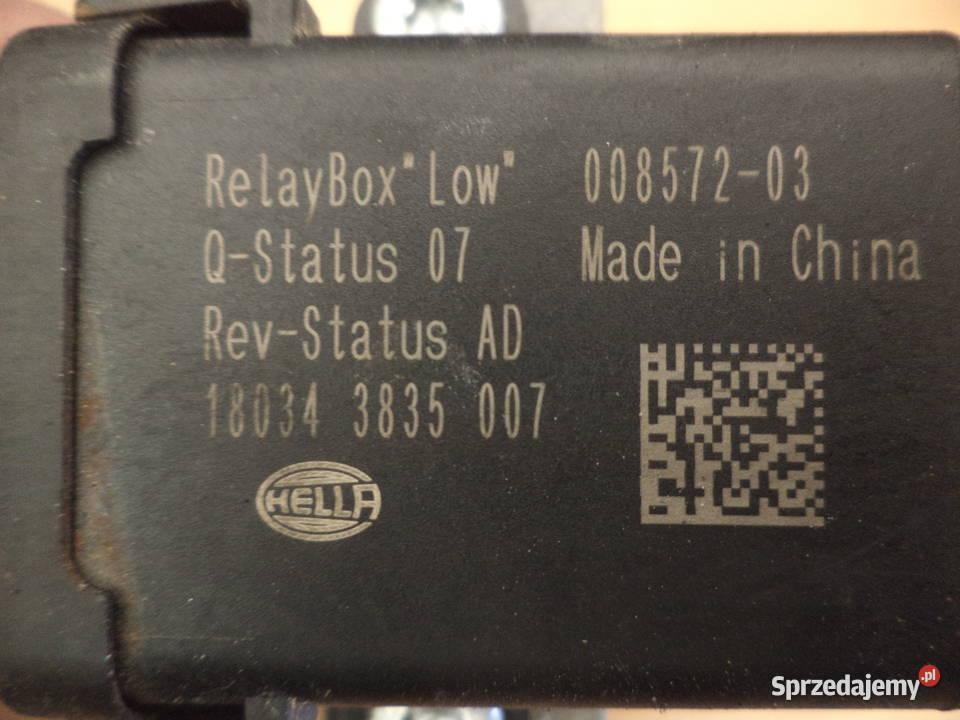 RelayBox"Low" 008572-03
Q-Status 07 Made in China
Rev-Status AD
18034 3835 007
HELLA
Sprzedajemy.pl